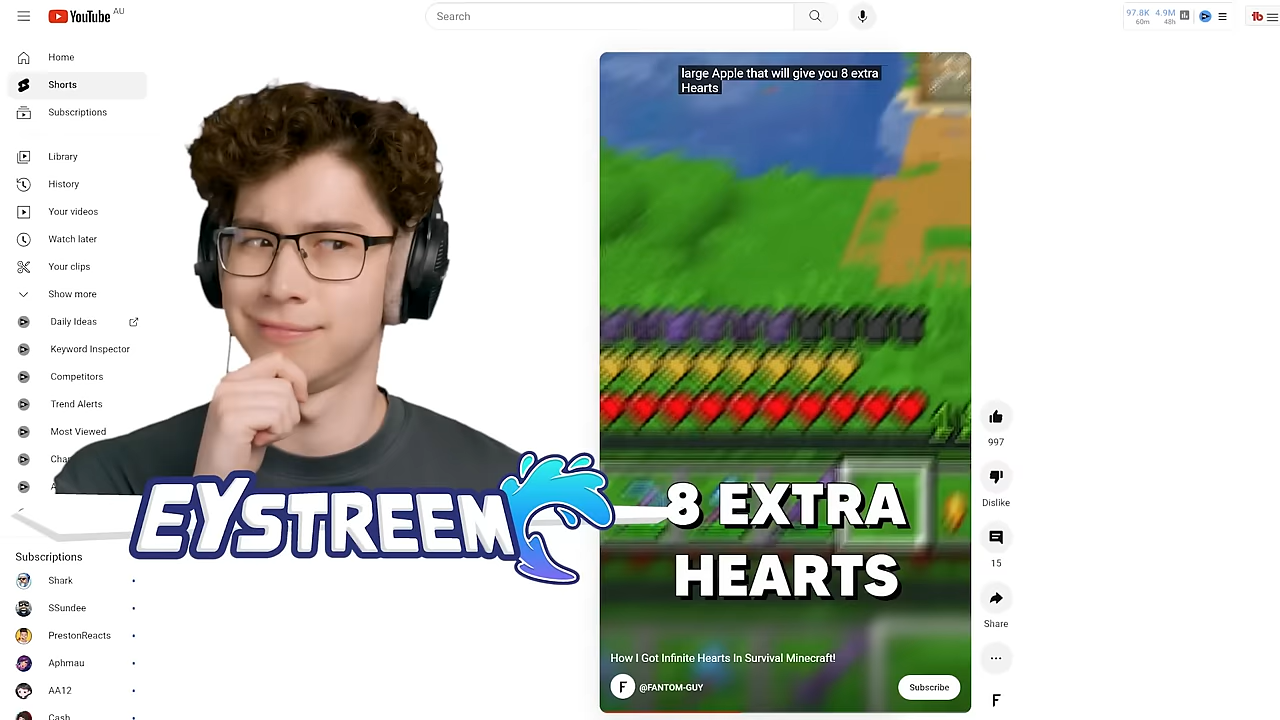 YouTube
AU
Search
97.8K
4.9M
60m
48h
Home
Shorts
Subscriptions
Library
History
Your videos
Watch later
Your clips
Show more
Daily Ideas
Keyword Inspector
Competitors
Trend Alerts
Most Viewed
Subscriptions
Shark
SSundee
PrestonReacts
Aphmau
AA12
Cash
EYSTREEM
large Apple that will give you 8 extra
Hearts
8 EXTRA
HEARTS
How I Got Infinite Hearts In Survival Minecraft!
F
@FANTOM-GUY
Subscribe
997
Dislike
15
Share
F